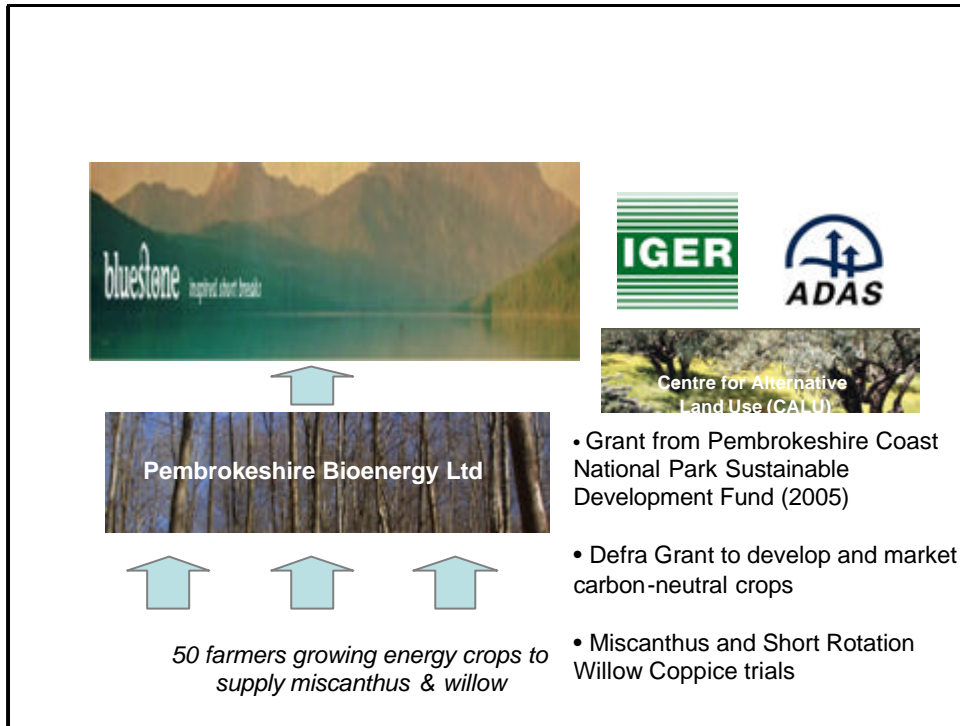 bluestone inspired short breaks
IGER
ADAS
Centre for Alternative
Land Use (CALU)
Pembrokeshire Bioenergy Ltd
50 farmers growing energy crops to
supply miscanthus & willow
• Grant from Pembrokeshire Coast
National Park Sustainable
Development Fund (2005)
• Defra Grant to develop and market
carbon-neutral crops
• Miscanthus and Short Rotation
Willow Coppice trials